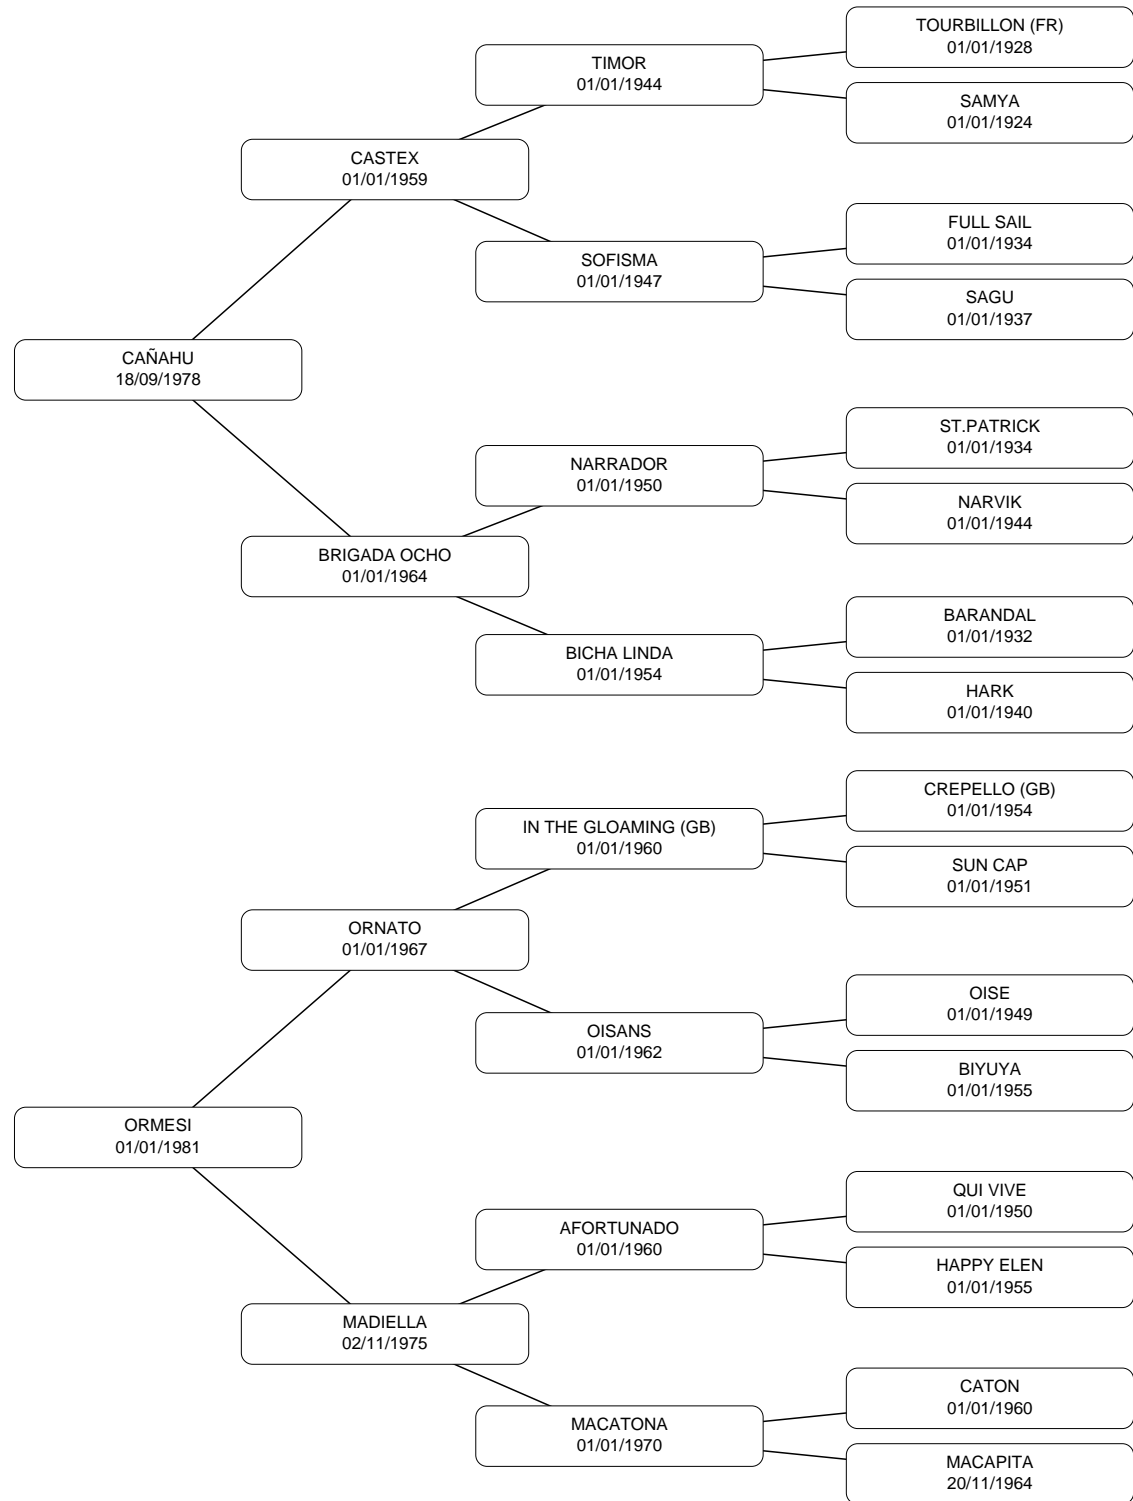 TOURBILLON (FR)
01/01/1928
TIMOR
01/01/1944
SAMYA
01/01/1924
CASTEX
01/01/1959
FULL SAIL
01/01/1934
SOFISMA
01/01/1947
SAGU
01/01/1937
CAÑAHU
18/09/1978
ST.PATRICK
01/01/1934
NARRADOR
01/01/1950
NARVIK
01/01/1944
BRIGADA OCHO
01/01/1964
BARANDAL
01/01/1932
BICHA LINDA
01/01/1954
HARK
01/01/1940
CREPELLO (GB)
01/01/1954
IN THE GLOAMING (GB)
01/01/1960
SUN CAP
01/01/1951
ORNATO
01/01/1967
OISE
01/01/1949
OISANS
01/01/1962
BIYUYA
01/01/1955
ORMESI
01/01/1981
QUI VIVE
01/01/1950
AFORTUNADO
01/01/1960
HAPPY ELEN
01/01/1955
MADIELLA
02/11/1975
CATON
01/01/1960
MACATONA
01/01/1970
MACAPITA
20/11/1964